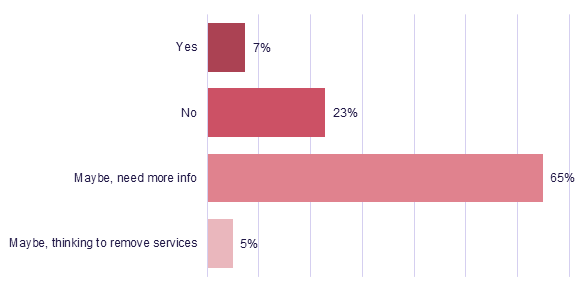 Yes 7%
No 23%
Maybe, need more info 65%
Maybe, thinking to remove services 5%